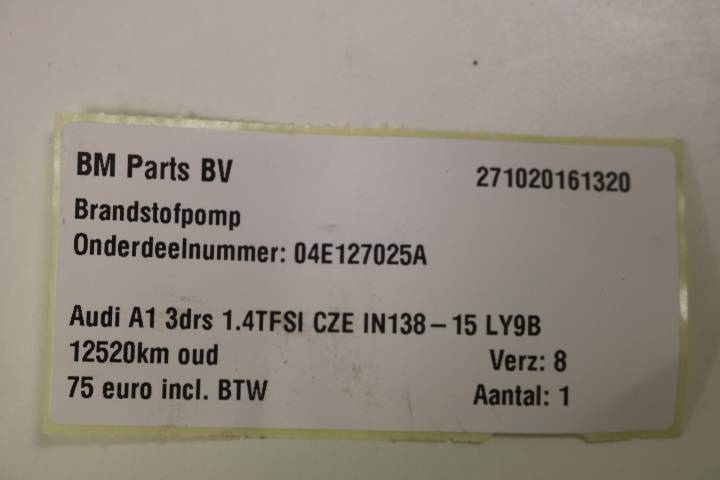 BM Parts BV 271020161320
Brandstofpomp
Onderdeelnummer: 04E127025A
Audi A1 3drs 1.4TFSI CZE IN138 – 15 LY9B
12520km oud Verz: 8
75 euro incl. BTW Aantal: 1